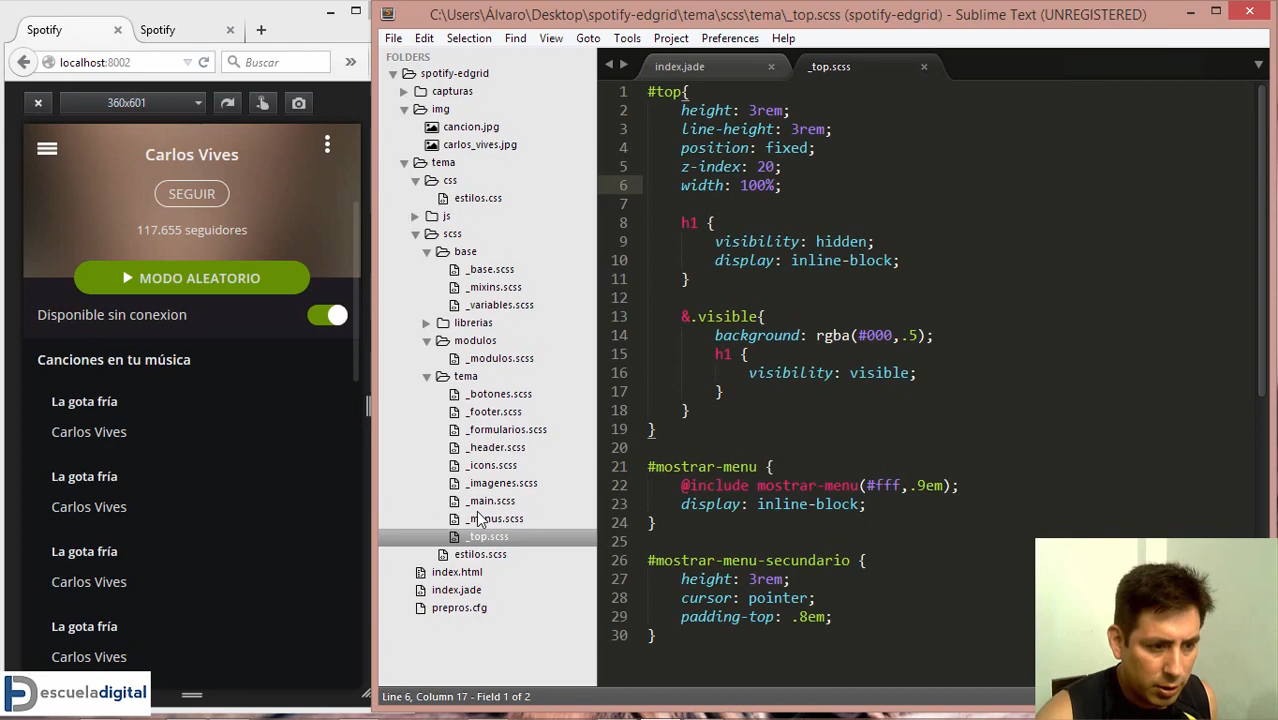 Spotify
Spotify
localhost:8002
Buscar
360x601
Carlos Vives
SEGUIR
117.655 seguidores
MODO ALEATORIO
Disponible sin conexion
Canciones en tu música
La gota fría
Carlos Vives
La gota fría
Carlos Vives
La gota fría
Carlos Vives
La gota fría
Carlos Vives
escueladigital
C:\Users\Álvaro\Desktop\spotify-edgrid\tema\scss\tema\_top.scss (spotify-edgrid) - Sublime Text (UNREGISTERED)
File Edit Selection Find View Goto Tools Project Preferences Help
FOLDERS
spotify-edgrid
capturas
img
cancion.jpg
carlos_vives.jpg
tema
css
estilos.css
js
scss
base
_base.scss
_mixins.scss
_variables.scss
librerias
modulos
_modulos.scss
tema
_botones.scss
_footer.scss
_formularios.scss
_header.scss
_icons.scss
_imagenes.scss
_main.scss
_top.scss
estilos.scss
index.html
index.jade
prepros.cfg
index.jade
_top.scss
1 #top{
2 height: 3rem;
3 line-height: 3rem;
4 position: fixed;
5 z-index: 20;
6 width: 100%;
7
8 h1 {
9 visibility: hidden;
10 display: inline-block;
11 }
12
13 &.visible{
14 background: rgba(#000,.5);
15 h1 {
16 visibility: visible;
17 }
18 }
19 }
20
21 #mostrar-menu {
22 @include mostrar-menu(#fff,.9em);
23 display: inline-block;
24 }
25
26 #mostrar-menu-secundario {
27 height: 3rem;
28 cursor: pointer;
29 padding-top: .8em;
30 }
Line 6, Column 17 - Field 1 of 2